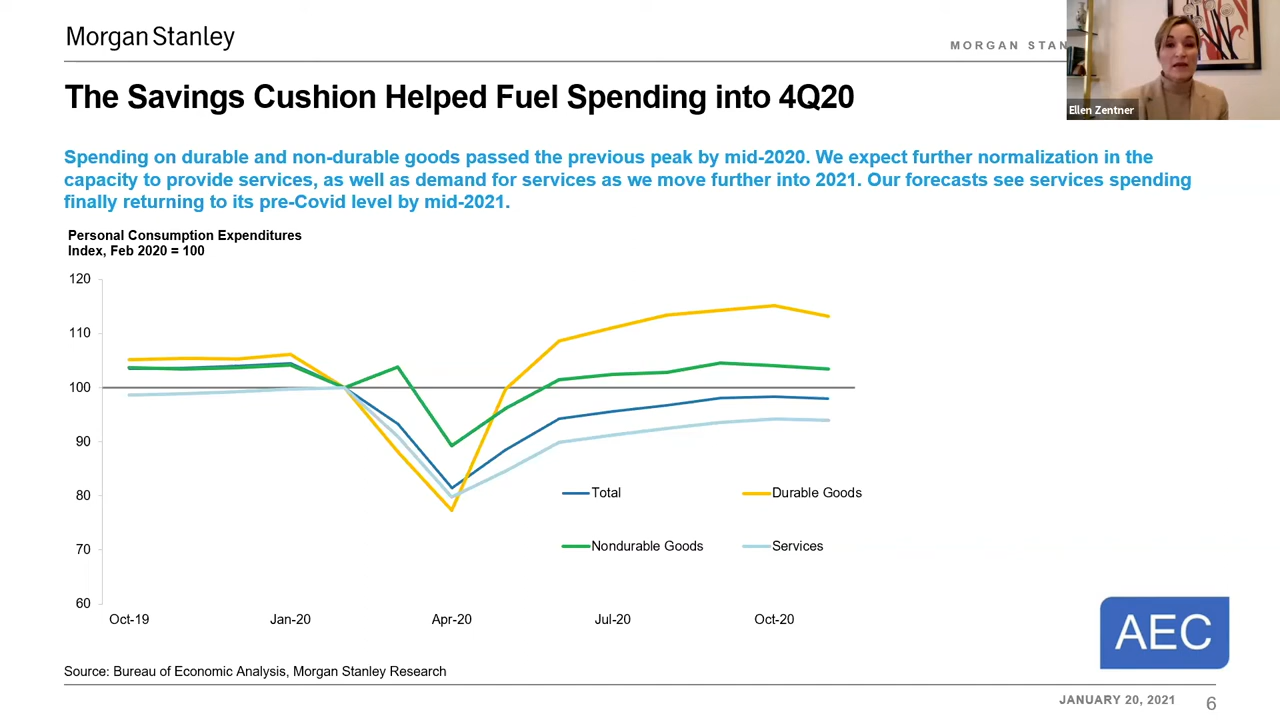 Morgan Stanley
MORGAN STAN
Ellen Zentner
The Savings Cushion Helped Fuel Spending into 4Q20
Spending on durable and non-durable goods passed the previous peak by mid-2020. We expect further normalization in the
capacity to provide services, as well as demand for services as we move further into 2021. Our forecasts see services spending
finally returning to its pre-Covid level by mid-2021.
Personal Consumption Expenditures
Index, Feb 2020 = 100
120
110
100
90
80
70
60
Oct-19 Jan-20 Apr-20 Jul-20 Oct-20
Total Durable Goods
Nondurable Goods Services
AEC
Source: Bureau of Economic Analysis, Morgan Stanley Research
JANUARY 20, 2021 6